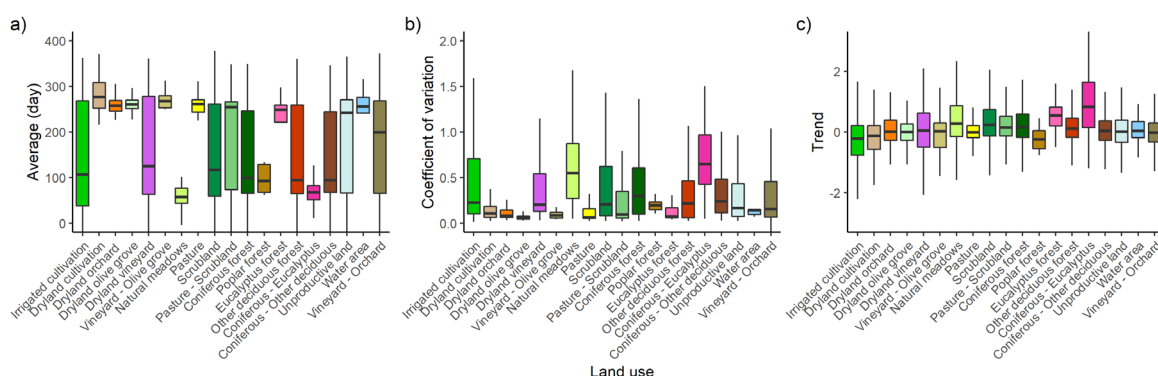 a)
Average (day)
400
300
200
100
0
Irrigated cultivation
Dryland cultivation
Dryland orchard
Dryland olive grove
Dryland vineyard
Vineyard - Olive grove
Natural meadows
Pasture
Scrubland
Pasture - Scrubland
Coniferous forest
Poplar forest
Eucalyptus forest
Other deciduous forest
Coniferous - Eucalyptus
Coniferous - Other deciduous
Unproductive land
Water area
Vineyard - Orchard
b)
Coefficient of variation
2.0
1.5
1.0
0.5
0.0
Irrigated cultivation
Dryland cultivation
Dryland orchard
Dryland olive grove
Dryland vineyard
Vineyard - Olive grove
Natural meadows
Pasture
Scrubland
Pasture - Scrubland
Coniferous forest
Poplar forest
Eucalyptus forest
Other deciduous forest
Coniferous - Eucalyptus
Coniferous - Other deciduous
Unproductive land
Water area
Vineyard - Orchard
Land use
c)
Trend
2
0
-2
Irrigated cultivation
Dryland cultivation
Dryland orchard
Dryland olive grove
Dryland vineyard
Vineyard - Olive grove
Natural meadows
Pasture
Scrubland
Pasture - Scrubland
Coniferous forest
Poplar forest
Eucalyptus forest
Other deciduous forest
Coniferous - Eucalyptus
Coniferous - Other deciduous
Unproductive land
Water area
Vineyard - Orchard